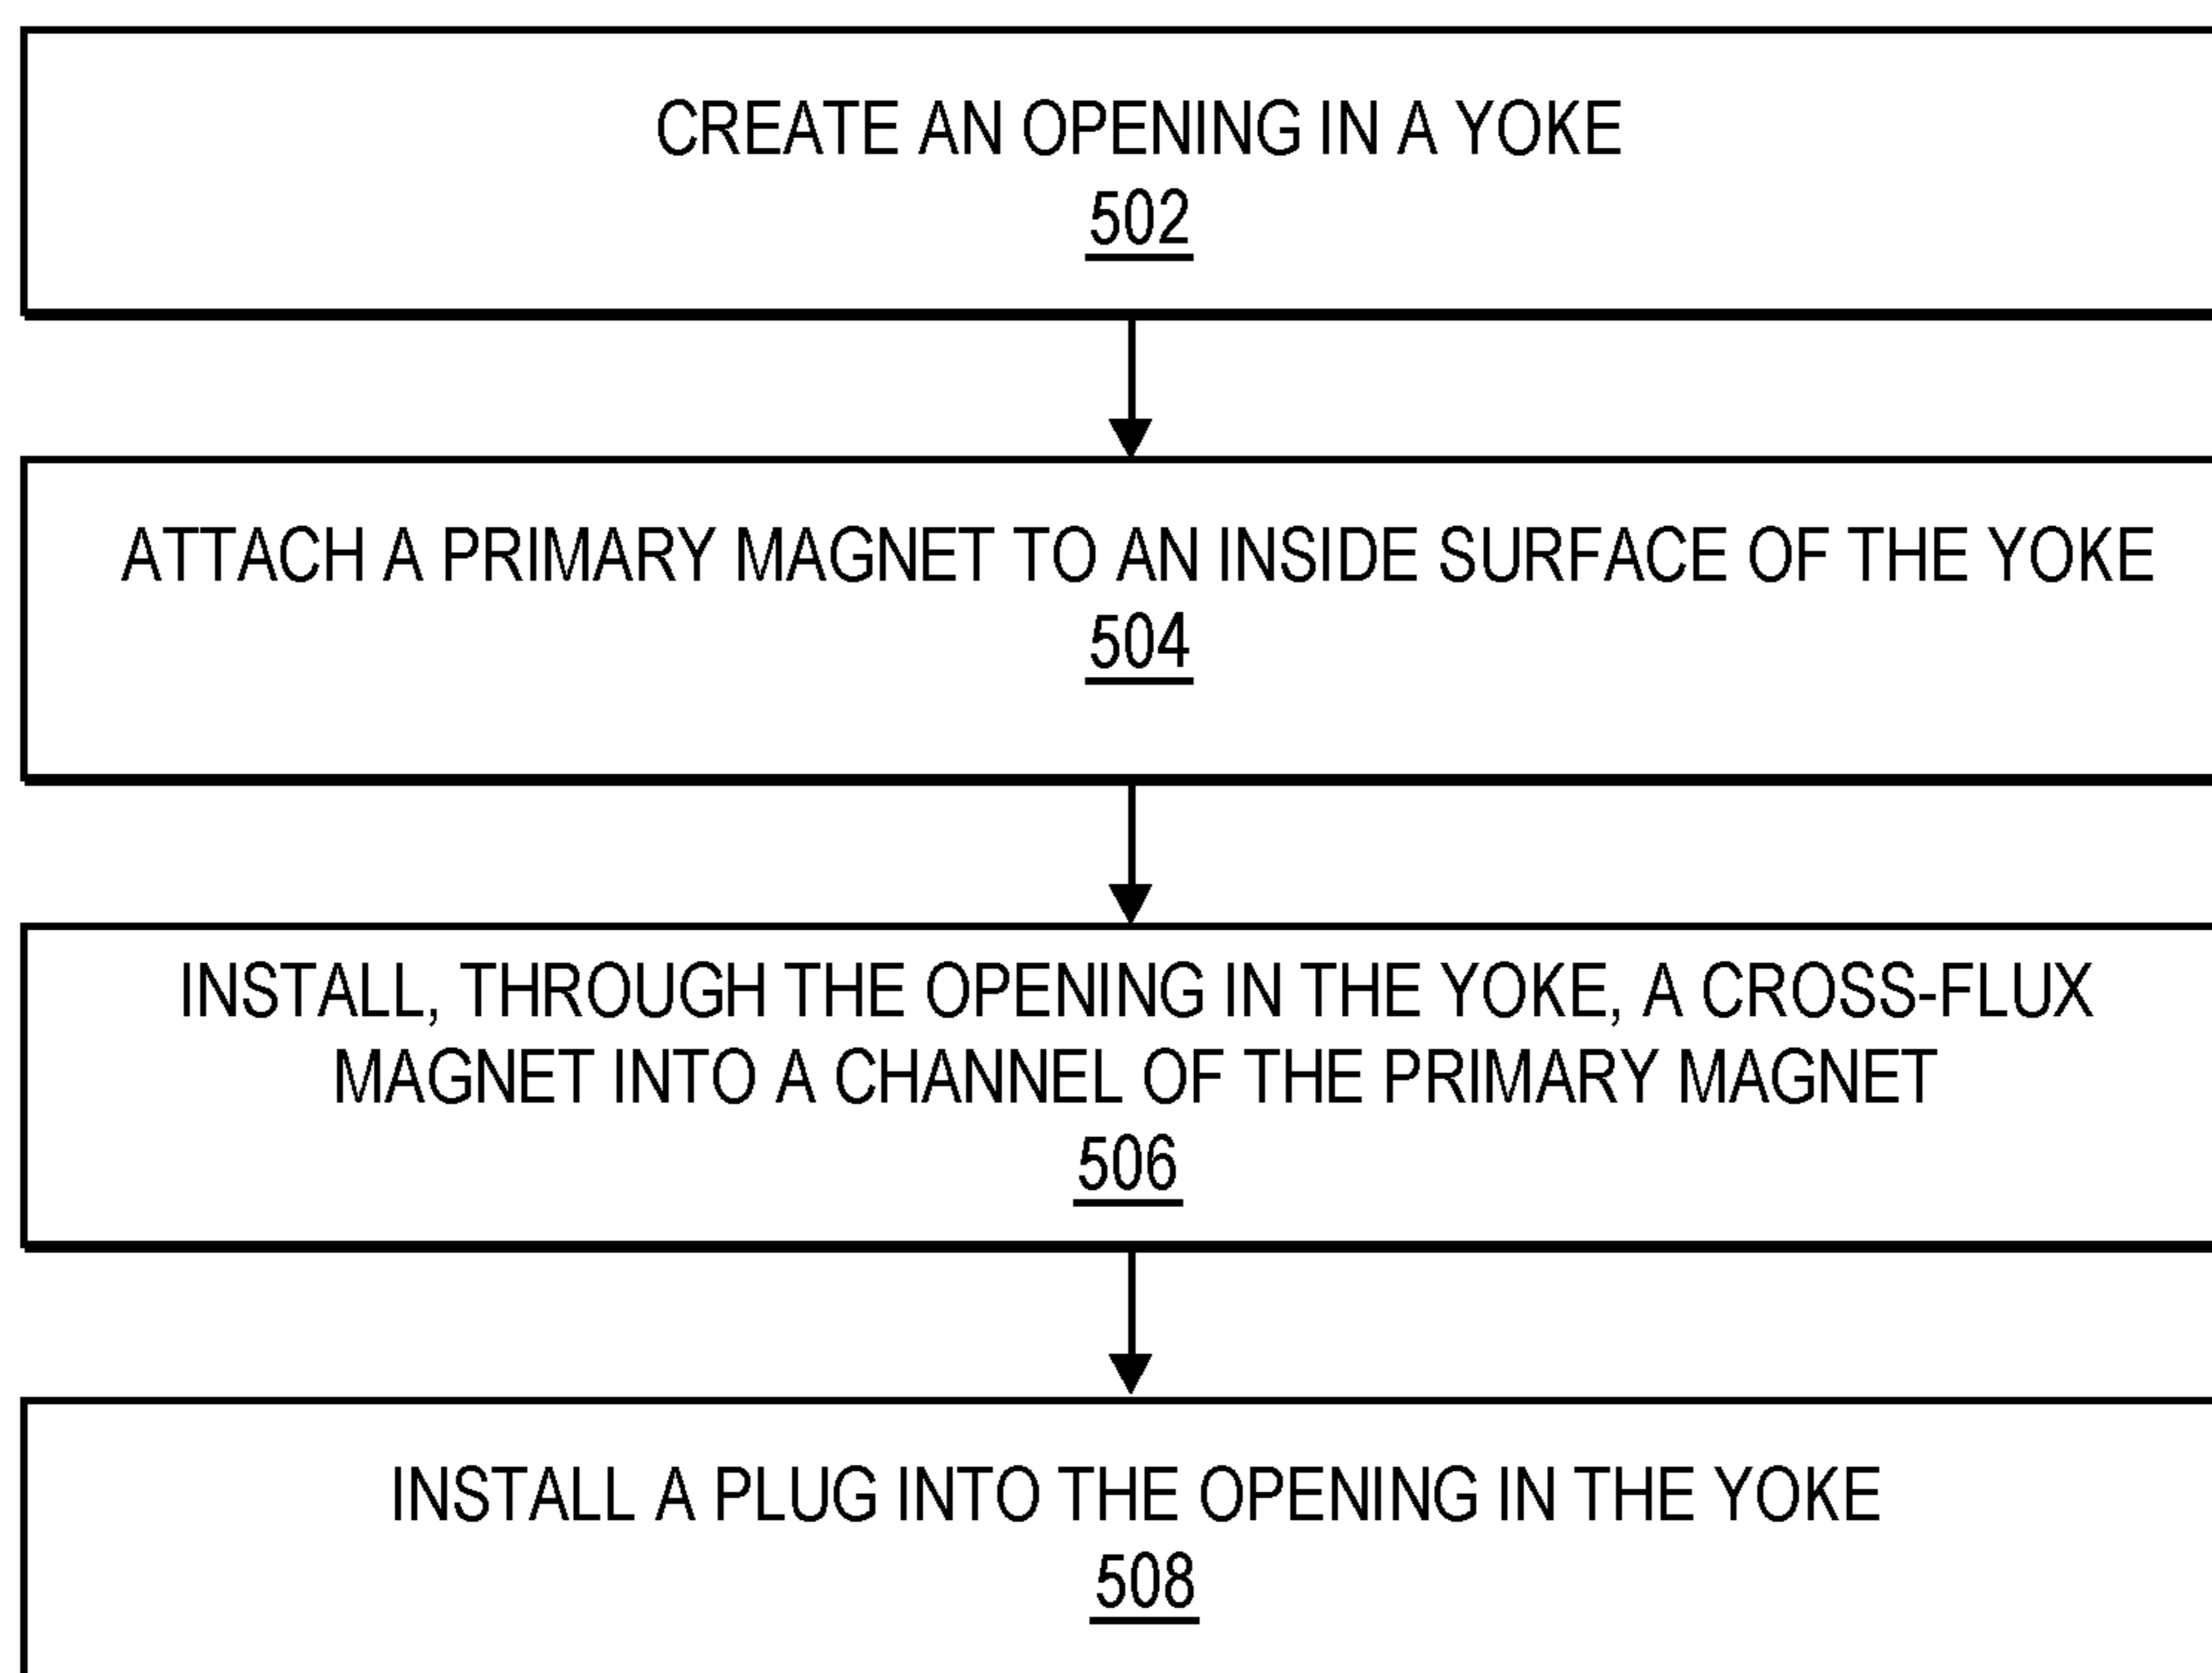 CREATE AN OPENING IN A YOKE
502
ATTACH A PRIMARY MAGNET TO AN INSIDE SURFACE OF THE YOKE
504
INSTALL, THROUGH THE OPENING IN THE YOKE, A CROSS-FLUX
MAGNET INTO A CHANNEL OF THE PRIMARY MAGNET
506
INSTALL A PLUG INTO THE OPENING IN THE YOKE
508